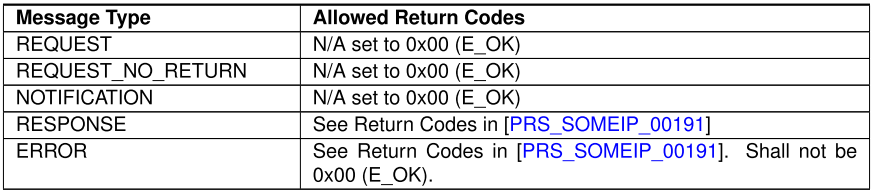 Message Type Allowed Return Codes
REQUEST N/A set to 0x00 (E_OK)
REQUEST_NO_RETURN N/A set to 0x00 (E_OK)
NOTIFICATION N/A set to 0x00 (E_OK)
RESPONSE See Return Codes in [PRS_SOMEIP_00191]
ERROR See Return Codes in [PRS_SOMEIP_00191]. Shall not be
0x00 (E_OK).